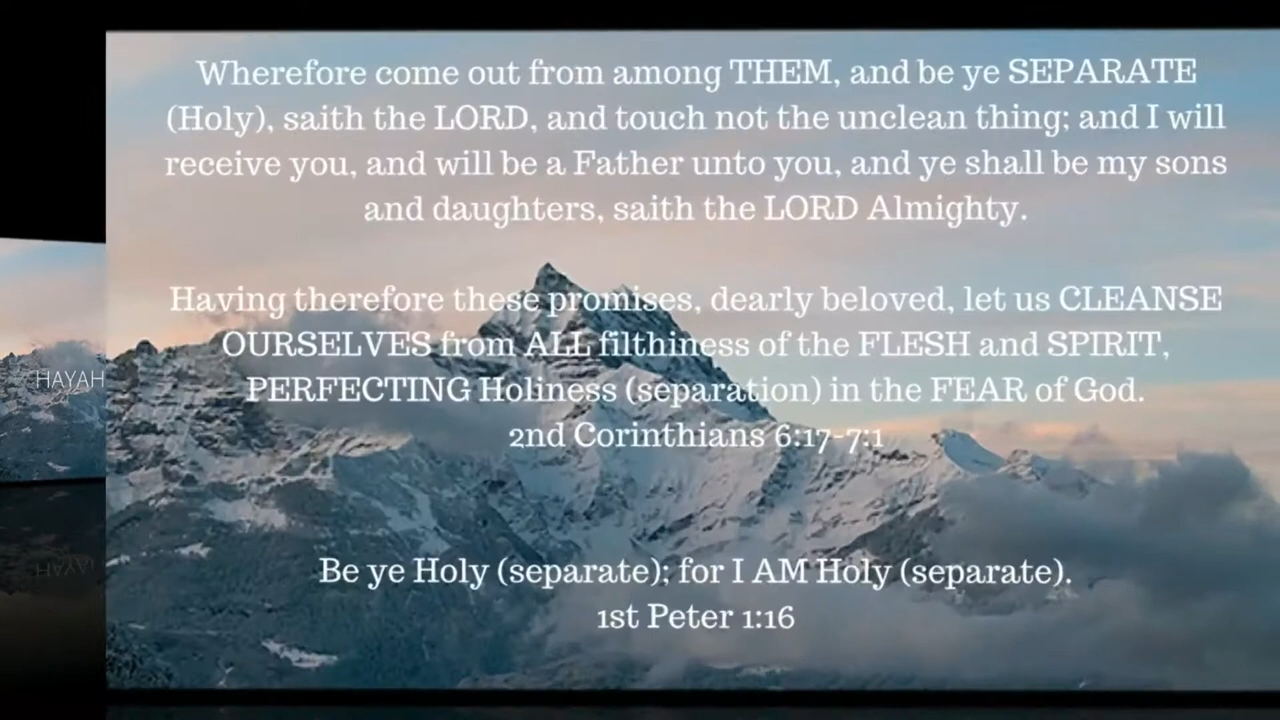 Wherefore come out from among THEM, and be ye SEPARATE
(Holy), saith the LORD, and touch not the unclean thing; and I will
receive you, and will be a Father unto you, and ye shall be my sons
and daughters, saith the LORD Almighty.
Having therefore these promises, dearly beloved, let us CLEANSE
OURSELVES from ALL filthiness of the FLESH and SPIRIT,
PERFECTING Holiness (separation) in the FEAR of God.
2nd Corinthians 6:17-7:1
Be ye Holy (separate); for I AM Holy (separate).
1st Peter 1:16
HAYAH